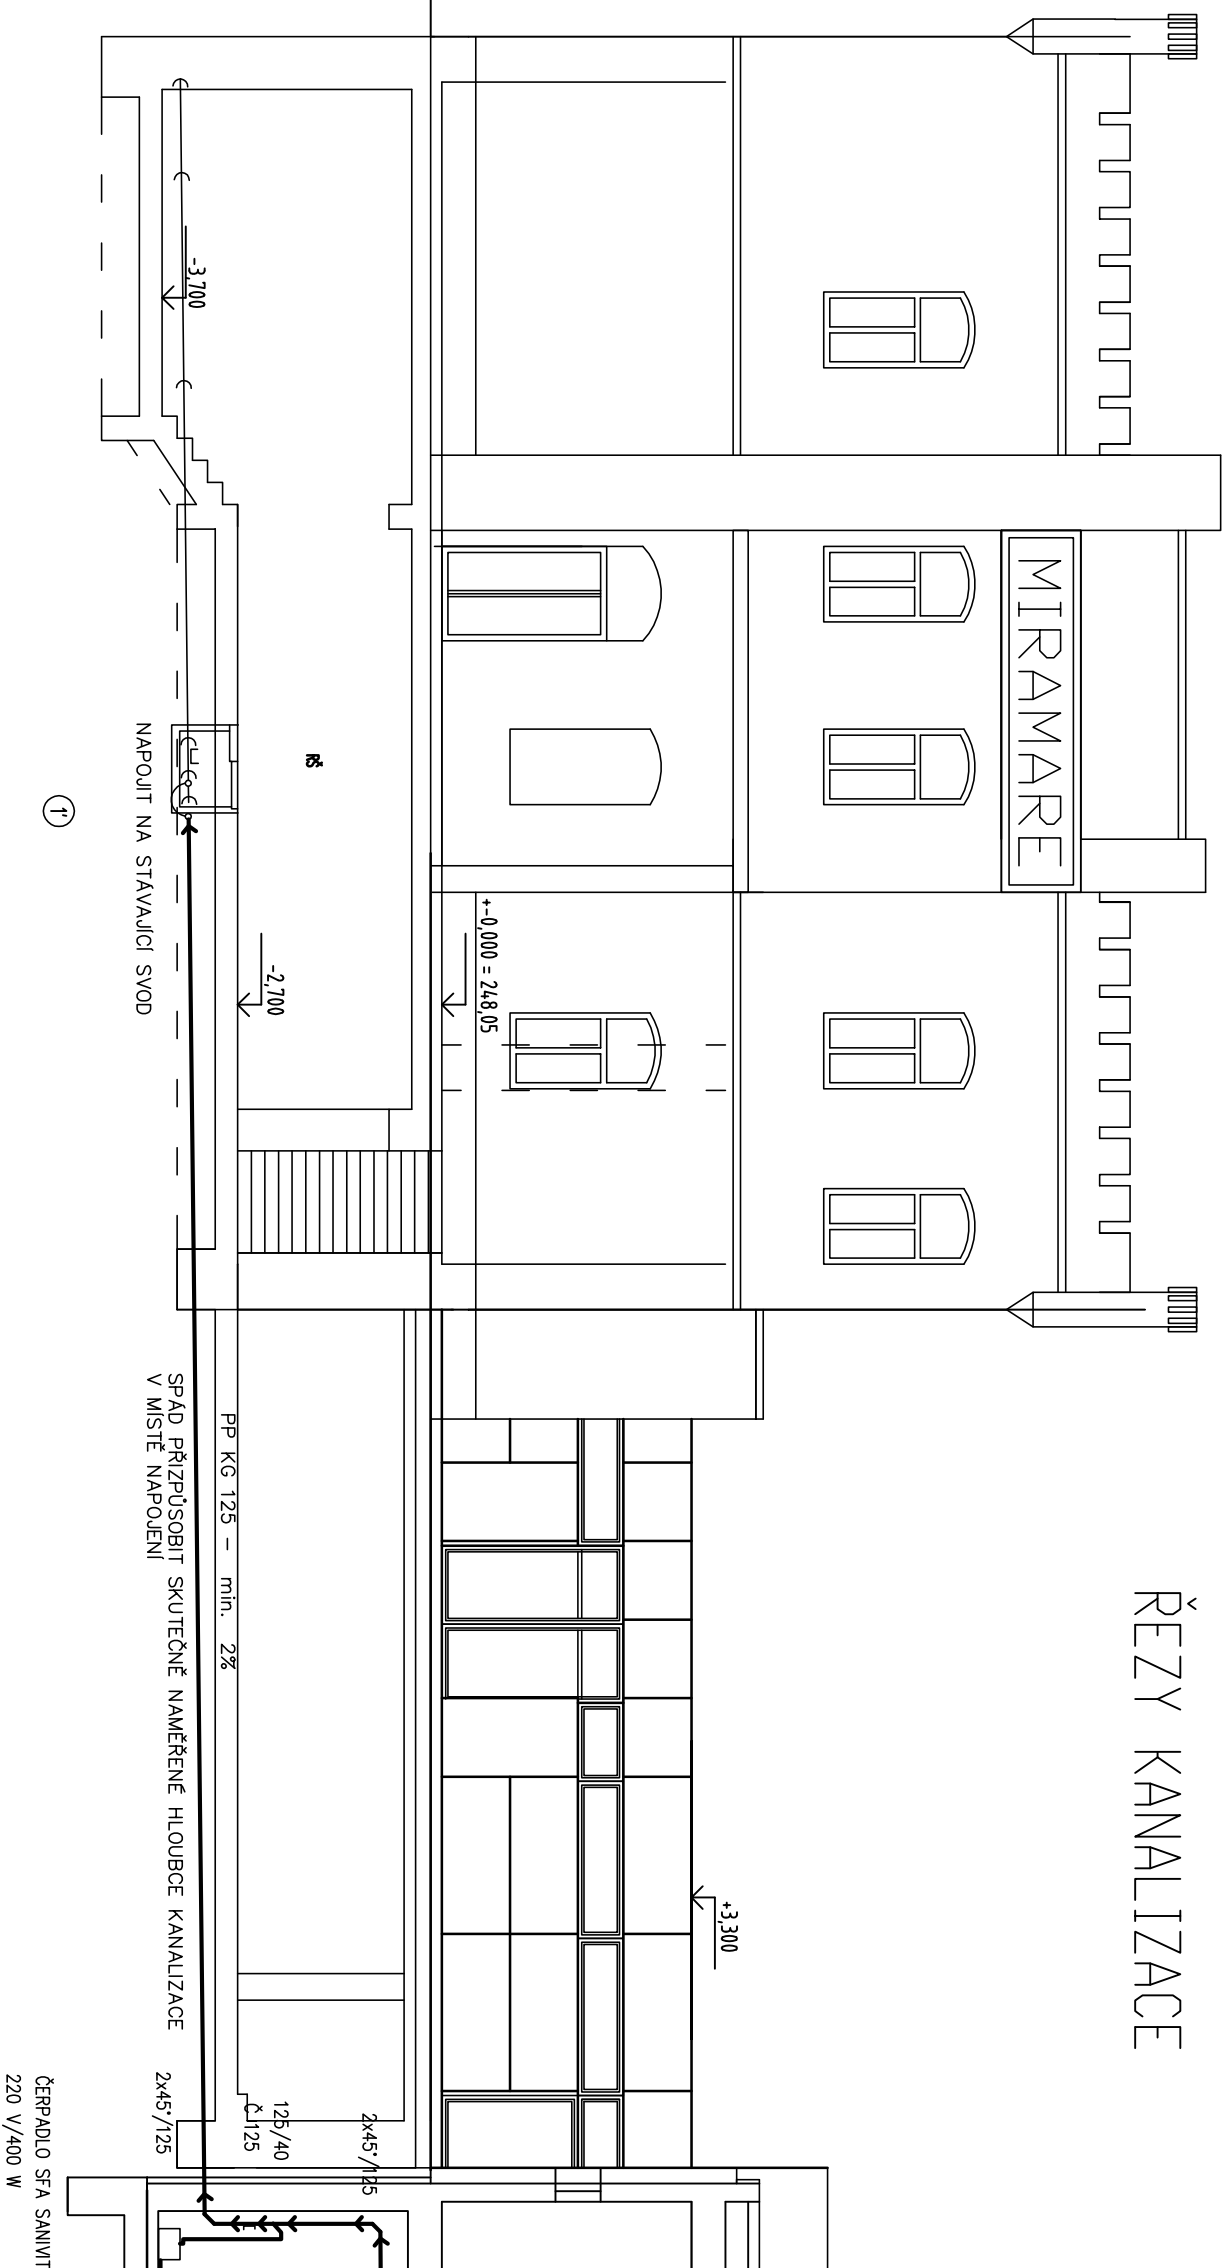 ŘEZY KANALIZACE
MIRAMARE
+3,300
+-0,000 = 248,05
-2,700
-3,700
RŠ
NAPOJIT NA STÁVAJÍCÍ SVOD
1'
PP KG 125 - min. 2%
SPÁD PŘIZPŮSOBIT SKUTEČNĚ NAMĚŘENÉ HLOUBCE KANALIZACE
V MÍSTĚ NAPOJENÍ
2x45°/125
125/40
Č 125
2x45°/125
ČERPADLO SFA SANIVIT
220 V/400 W